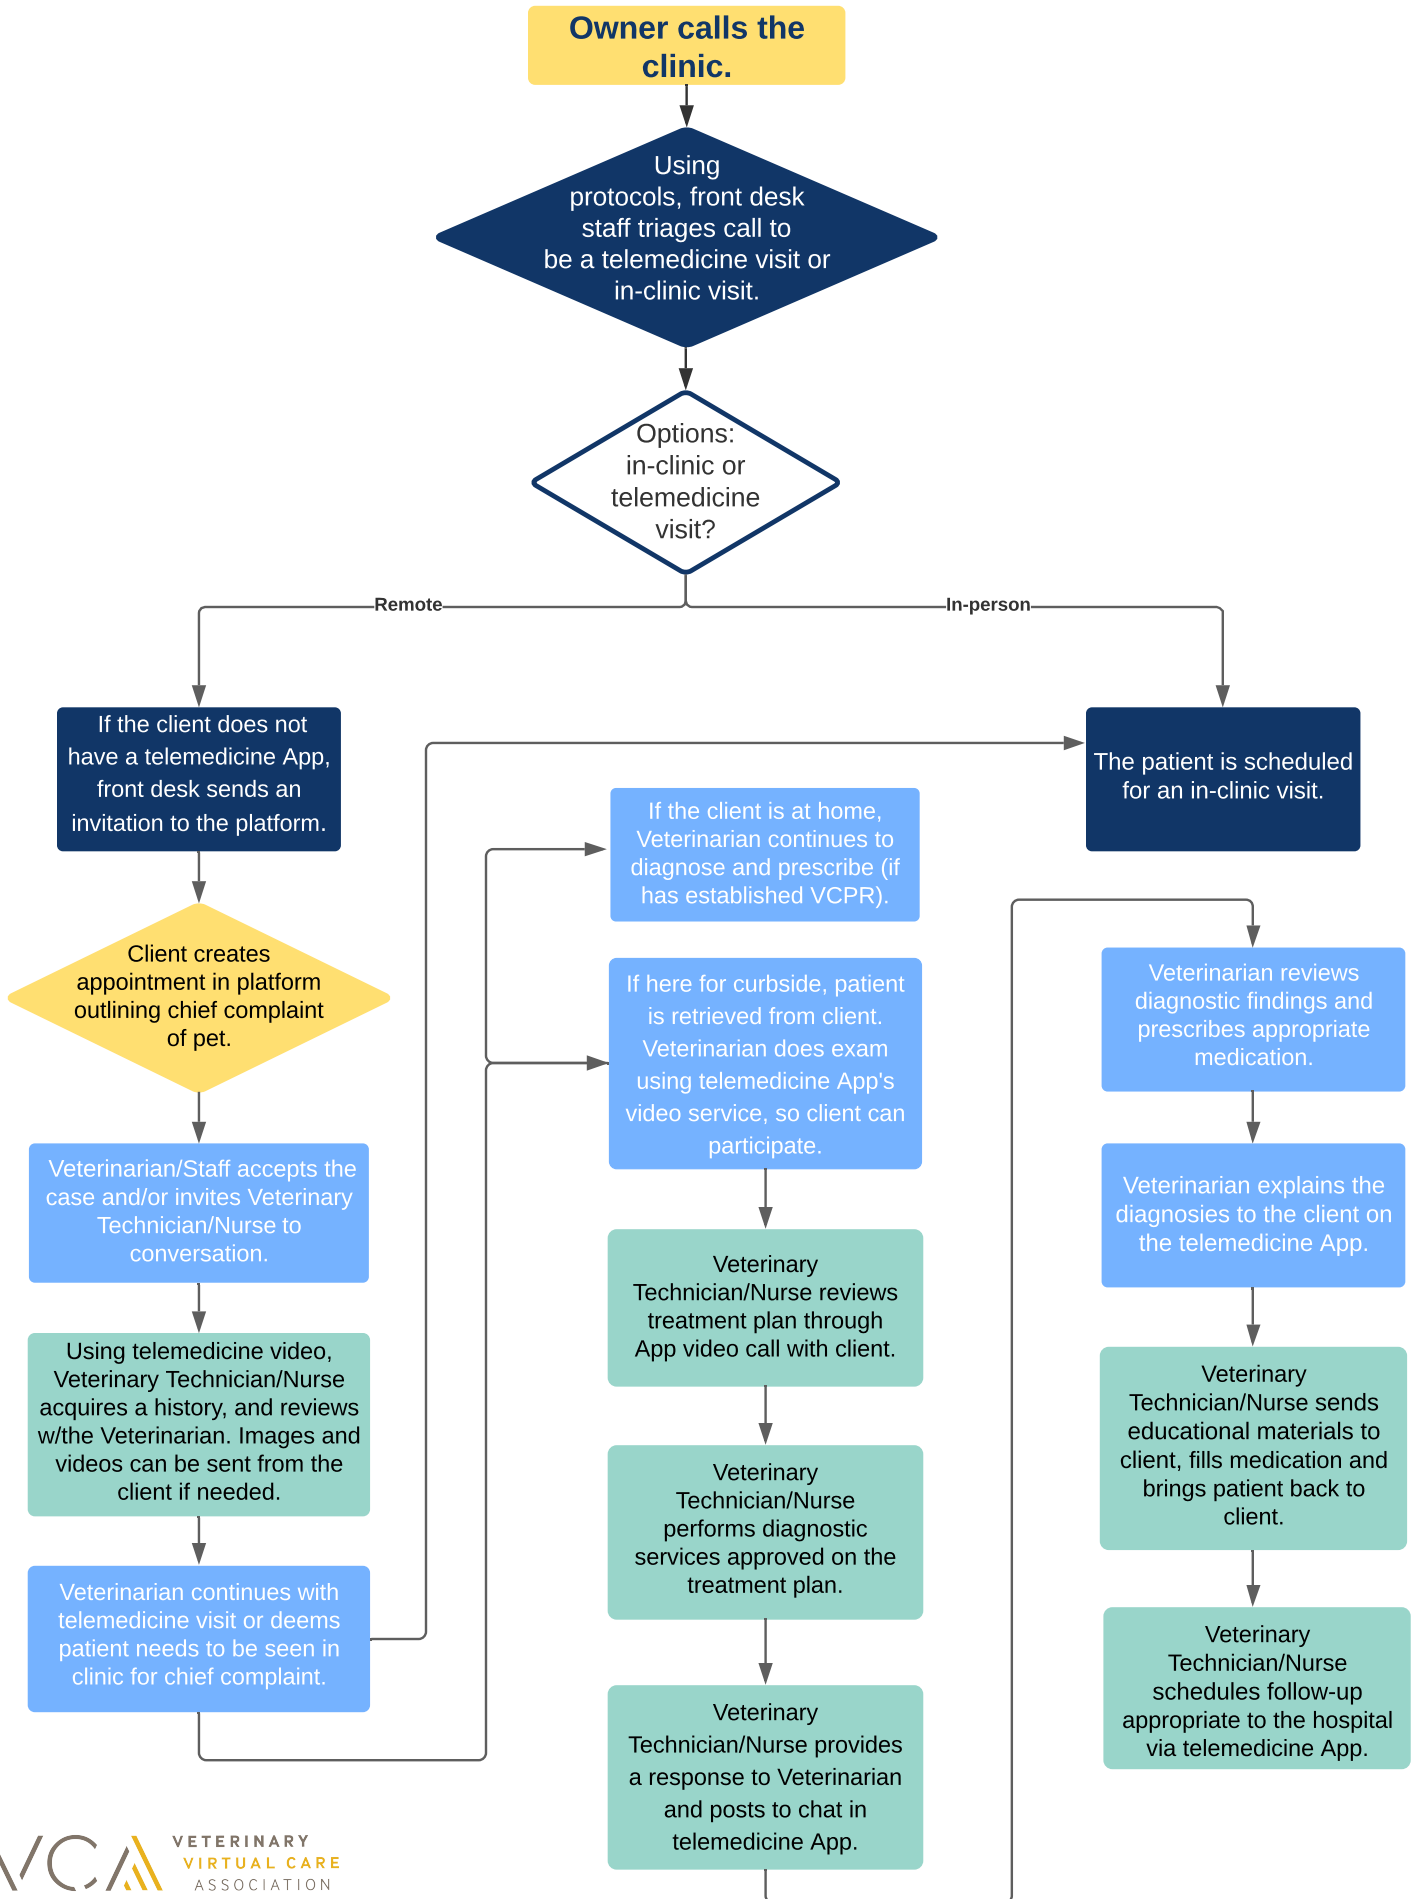 Owner calls the
clinic.
Using
protocols, front desk
staff triages call to
be a telemedicine visit or
in-clinic visit.
Options:
in-clinic or
telemedicine
visit?
Remote
In-person
If the client does not
have a telemedicine App,
front desk sends an
invitation to the platform.
Client creates
appointment in platform
outlining chief complaint
of pet.
Veterinarian/Staff accepts the
case and/or invites Veterinary
Technician/Nurse to
conversation.
Using telemedicine video,
Veterinary Technician/Nurse
acquires a history, and reviews
w/the Veterinarian. Images and
videos can be sent from the
client if needed.
Veterinarian continues with
telemedicine visit or deems
patient needs to be seen in
clinic for chief complaint.
If the client is at home,
Veterinarian continues to
diagnose and prescribe (if
has established VCPR).
If here for curbside, patient
is retrieved from client.
Veterinarian does exam
using telemedicine App's
video service, so client can
participate.
Veterinary
Technician/Nurse reviews
treatment plan through
App video call with client.
Veterinary
Technician/Nurse
performs diagnostic
services approved on the
treatment plan.
Veterinary
Technician/Nurse provides
a response to Veterinarian
and posts to chat in
telemedicine App.
The patient is scheduled
for an in-clinic visit.
Veterinarian reviews
diagnostic findings and
prescribes appropriate
medication.
Veterinarian explains the
diagnosies to the client on
the telemedicine App.
Veterinary
Technician/Nurse sends
educational materials to
client, fills medication and
brings patient back to
client.
Veterinary
Technician/Nurse
schedules follow-up
appropriate to the hospital
via telemedicine App.
VCA
VETERINARY
VIRTUAL CARE
ASSOCIATION